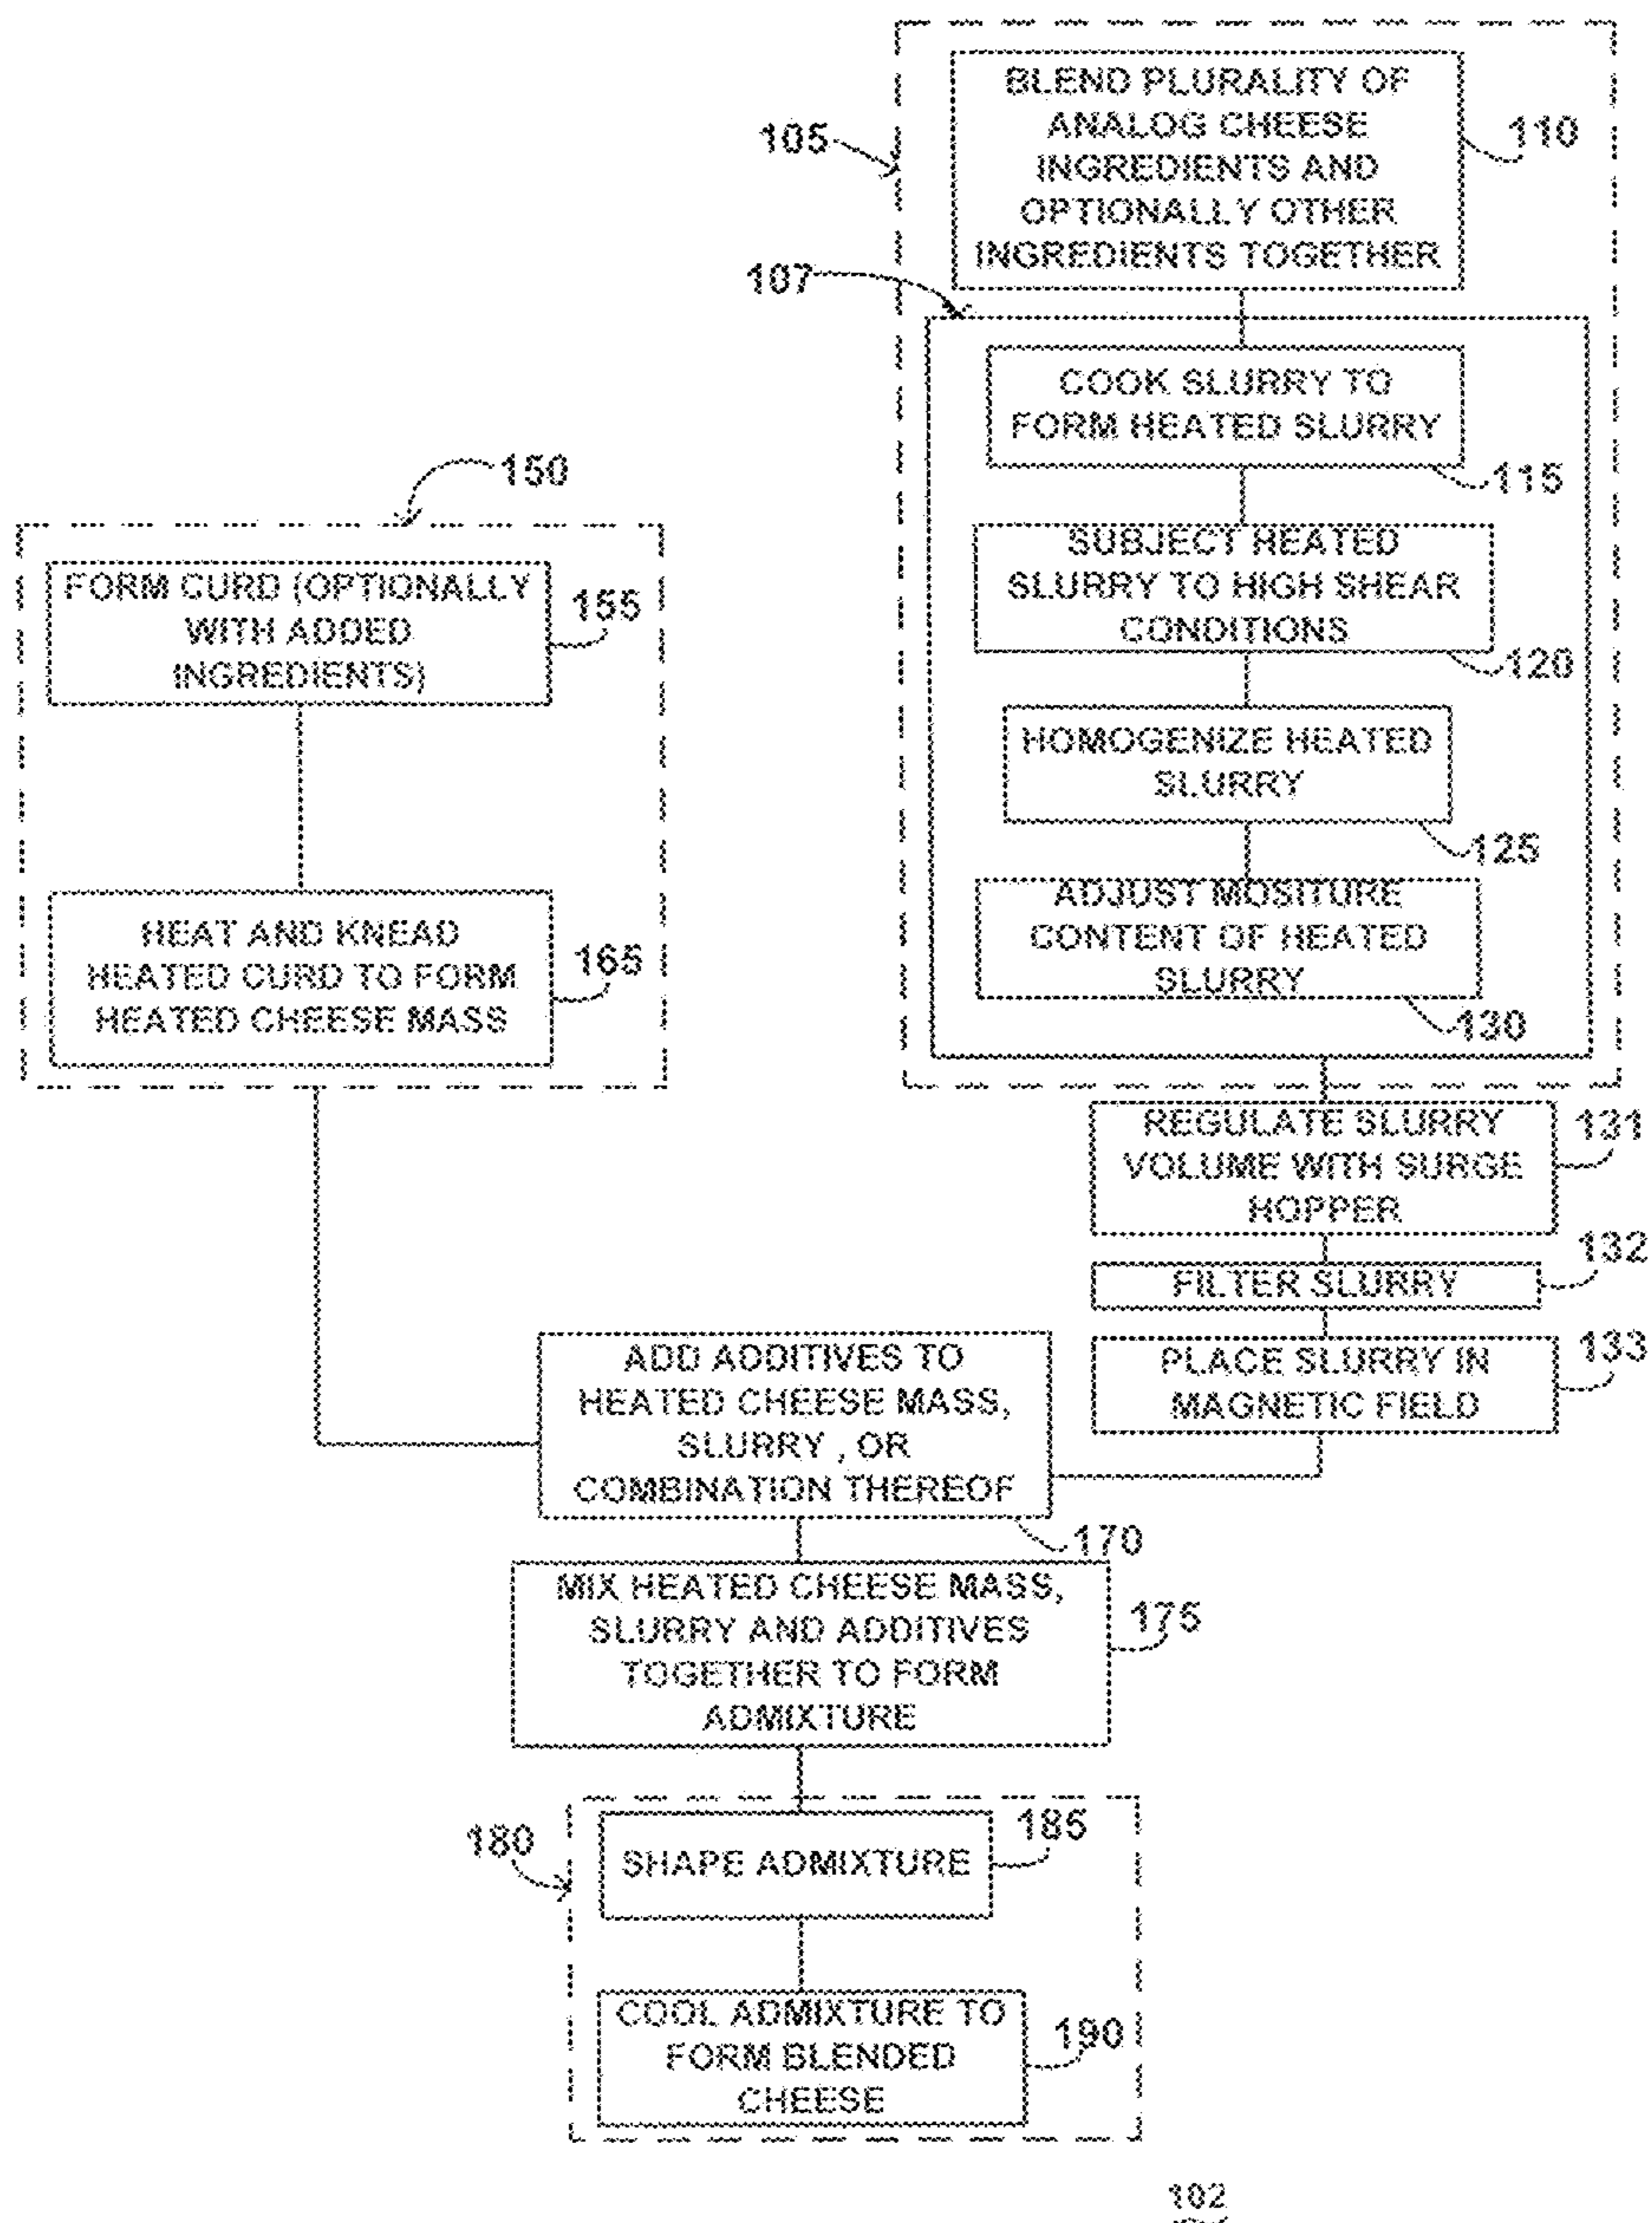 BLEND PLURALITY OF
ANALOG CHEESE
INGREDIENTS AND
OPTIONALLY OTHER
INGREDIENTS TOGETHER
110
105
107
COOK SLURRY TO
FORM HEATED SLURRY
115
SUBJECT HEATED
SLURRY TO HIGH SHEAR
CONDITIONS
120
HOMOGENIZE HEATED
SLURRY
125
ADJUST MOSITURE
CONTENT OF HEATED
SLURRY
130
150
FORM CURD (OPTIONALLY
WITH ADDED
INGREDIENTS)
155
HEAT AND KNEAD
HEATED CURD TO FORM
HEATED CHEESE MASS
165
REGULATE SLURRY
VOLUME WITH SURGE
HOPPER
131
FILTER SLURRY
132
PLACE SLURRY IN
MAGNETIC FIELD
133
ADD ADDITIVES TO
HEATED CHEESE MASS,
SLURRY , OR
COMBINATION THEREOF
170
MIX HEATED CHEESE MASS,
SLURRY AND ADDITIVES
TOGETHER TO FORM
ADMIXTURE
175
180
SHAPE ADMIXTURE
185
COOL ADMIXTURE TO
FORM BLENDED
CHEESE
190
102